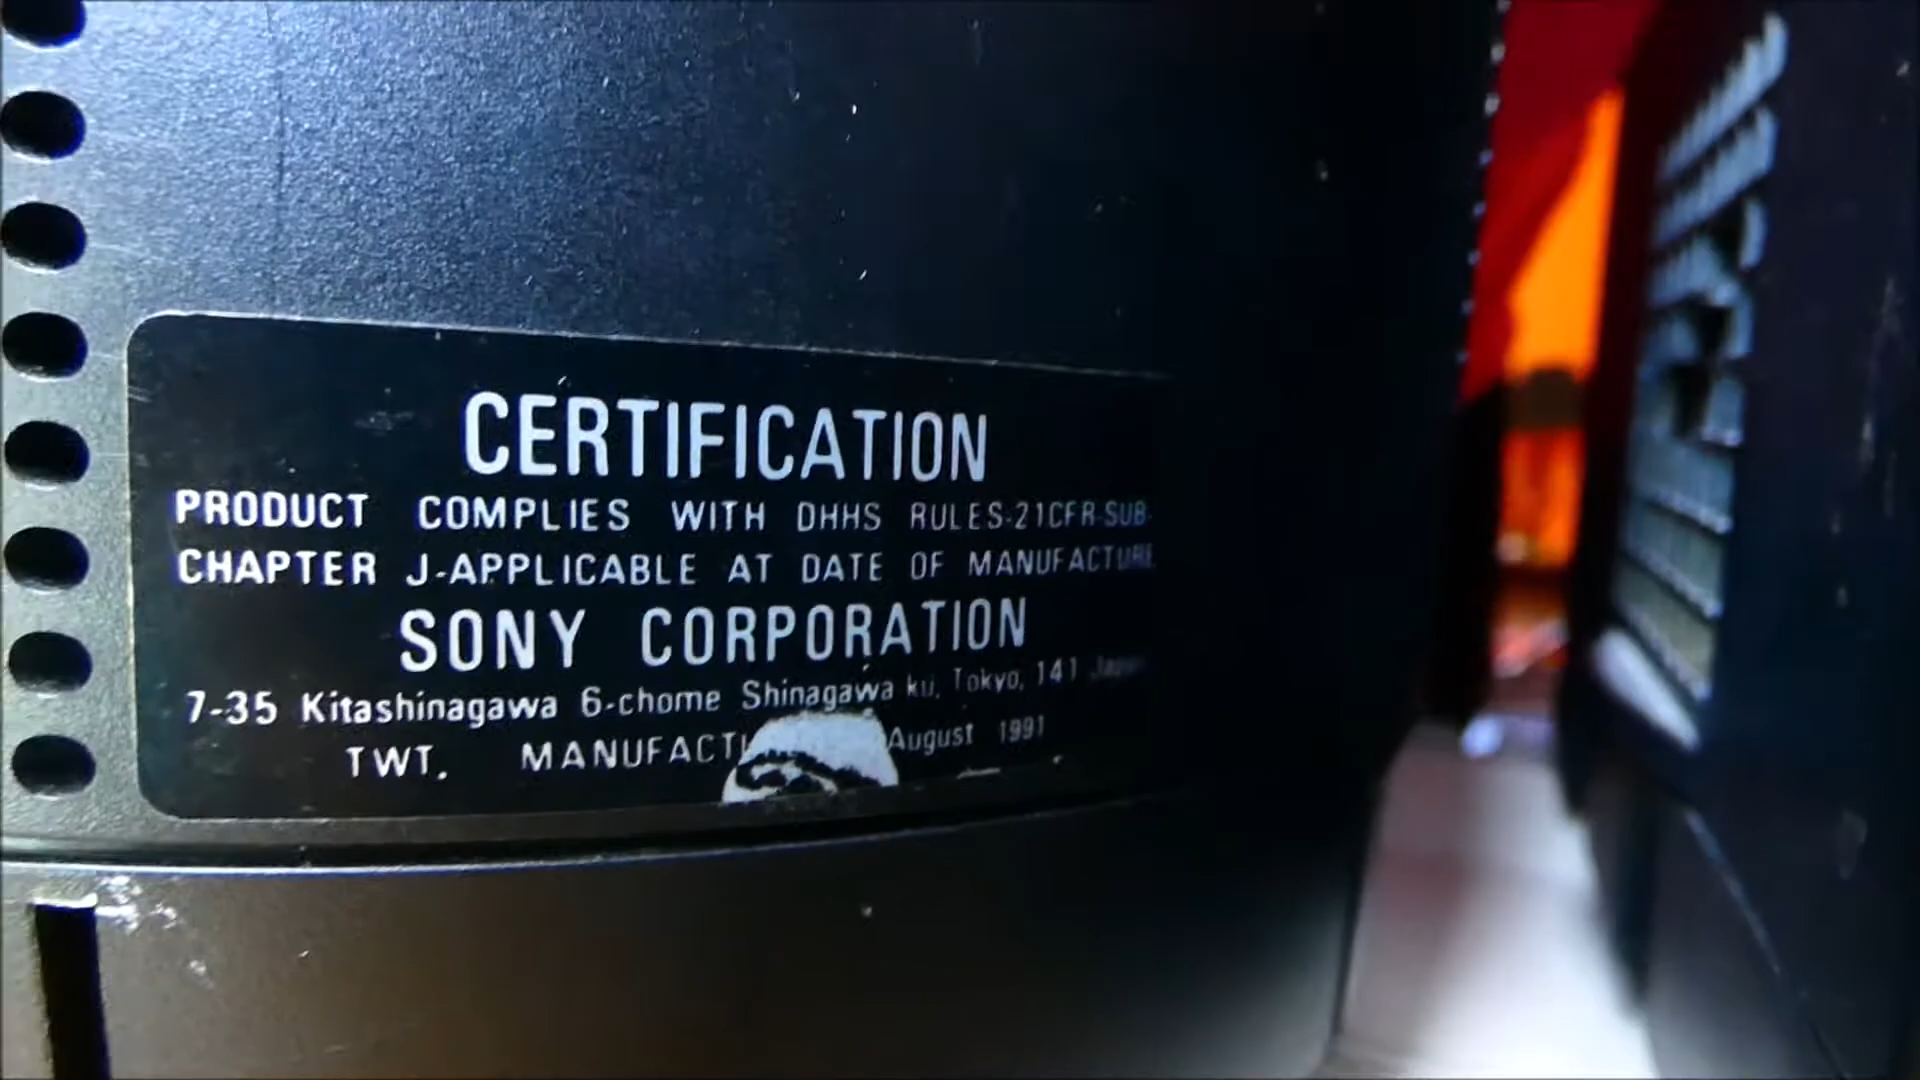 CERTIFICATION
PRODUCT COMPLIES WITH DHHS RULES-21CFR-SUB-
CHAPTER J-APPLICABLE AT DATE OF MANUFACTURE
SONY CORPORATION
7-35 Kitashinagawa 6-chome Shinagawa ku, Tokyo, 141 Japan
TWT. August 1991